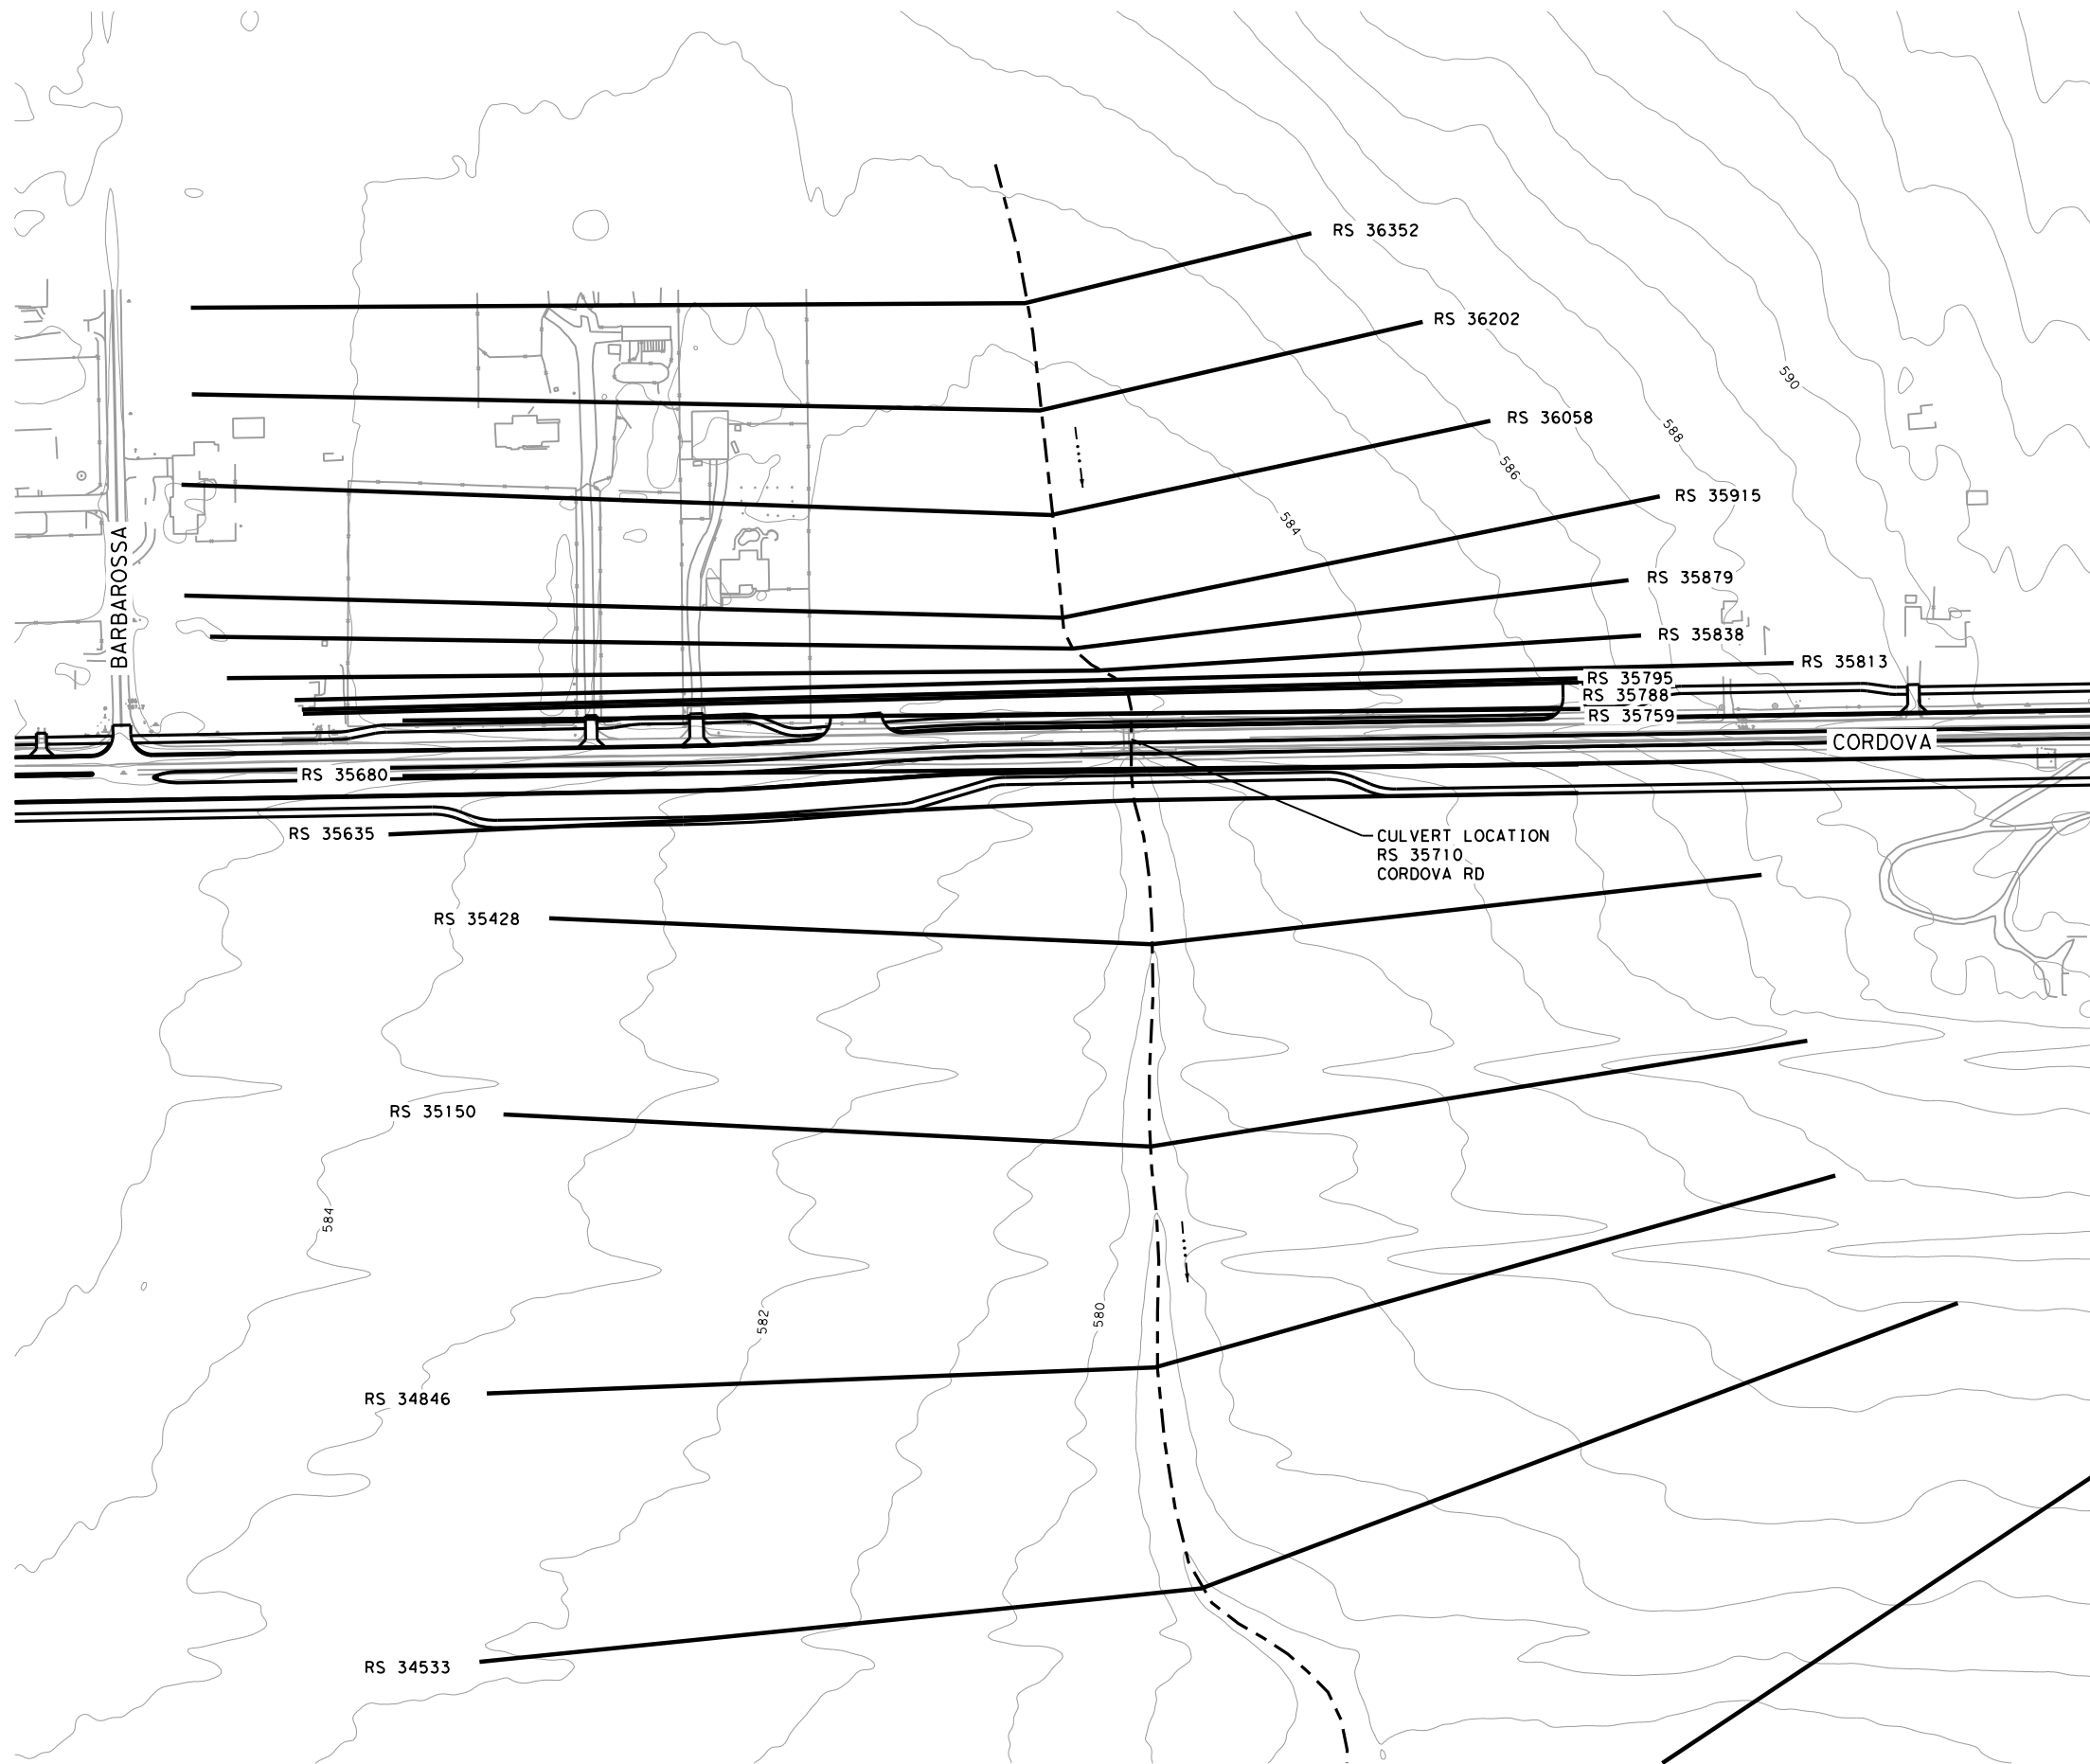 RS 36352
RS 36202
590
RS 36058
588
586
RS 35915
584
BARBAROSSA
RS 35879
RS 35838
RS 35813
RS 35795
RS 35788
RS 35759
CORDOVA
RS 35680
RS 35635
CULVERT LOCATION
RS 35710
CORDOVA RD
RS 35428
RS 35150
584
582
580
RS 34846
RS 34533